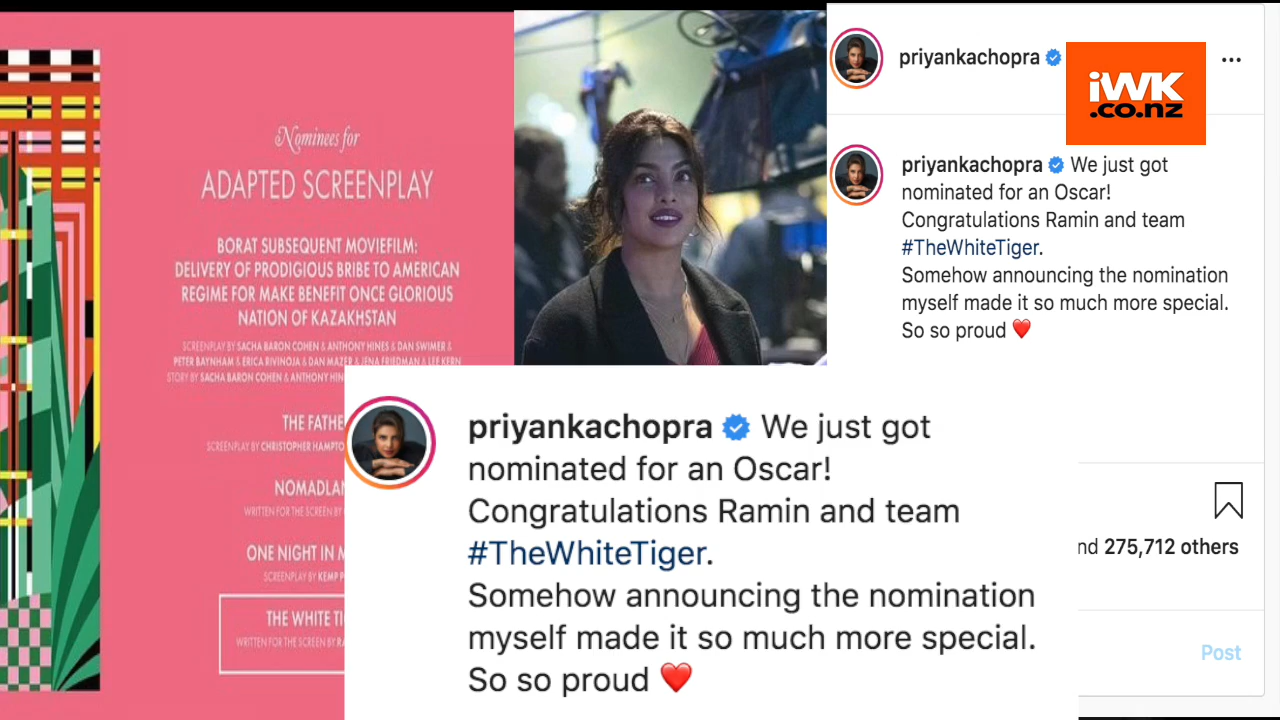 Nominees for
ADAPTED SCREENPLAY
BORAT SUBSEQUENT MOVIEFILM:
DELIVERY OF PRODIGIOUS BRIBE TO AMERICAN
REGIME FOR MAKE BENEFIT ONCE GLORIOUS
NATION OF KAZAKHSTAN
SCREENPLAY BY SACHA BARON COHEN & ANTHONY HINES & DAN SWIMER &
PETER BAYNHAM & ERICA RIVINOJA & DAN MAZER & JENA FRIEDMAN & LEE KERN
STORY BY SACHA BARON COHEN & ANTHONY HIN
THE FATHE
SCREENPLAY BY CHRISTOPHER HAMPTO
NOMADLAN
WRITTEN FOR THE SCREEN BY
ONE NIGHT IN M
SCREENPLAY BY KEMP P
THE WHITE TI
WRITTEN FOR THE SCREEN BY RA
priyankachopra
iWK
.co.nz
priyankachopra We just got
nominated for an Oscar!
Congratulations Ramin and team
#TheWhiteTiger.
Somehow announcing the nomination
myself made it so much more special.
So so proud ❤️
nd 275,712 others
Post
priyankachopra We just got
nominated for an Oscar!
Congratulations Ramin and team
#TheWhiteTiger.
Somehow announcing the nomination
myself made it so much more special.
So so proud ❤️